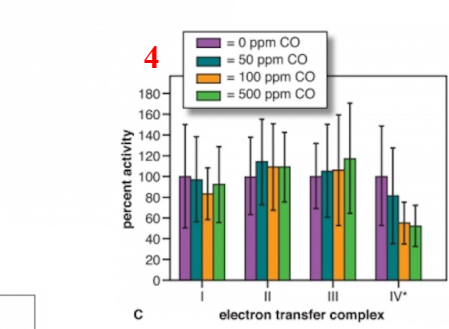 4
= 0 ppm CO
= 50 ppm CO
= 100 ppm CO
= 500 ppm CO
percent activity
180
160
140
120
100
80
60
40
20
0
I II III IV*
C electron transfer complex